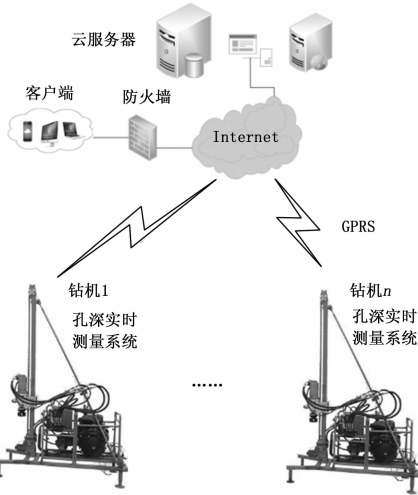 云服务器
客户端
防火墙
Internet
GPRS
钻机1
孔深实时
测量系统
......
钻机n
孔深实时
测量系统